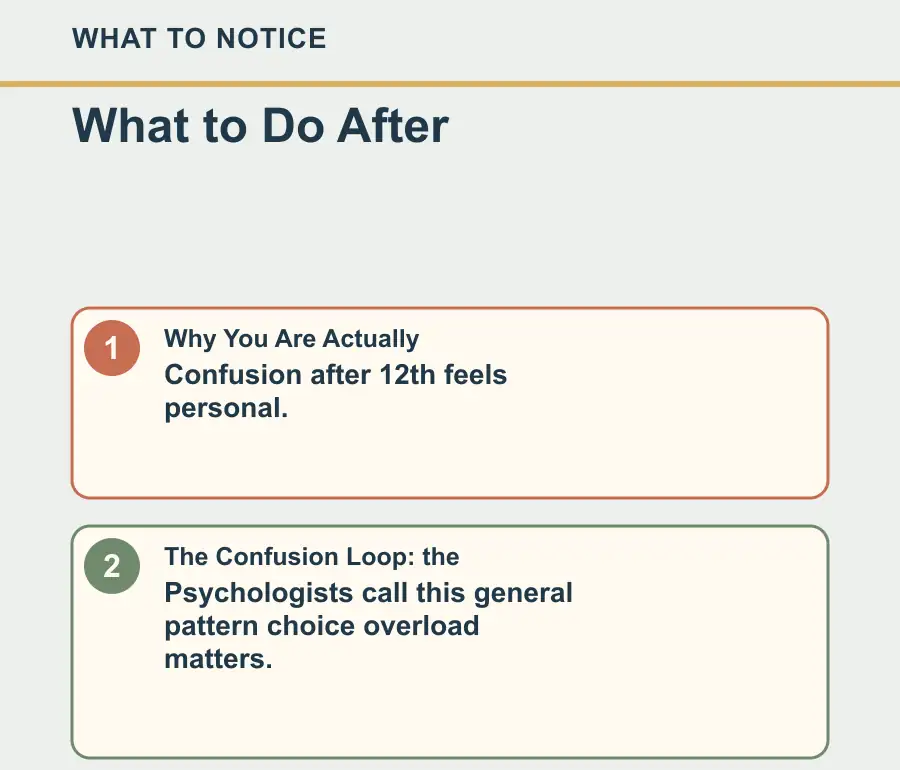 WHAT TO NOTICE
What to Do After
1
Why You Are Actually
Confusion after 12th feels
personal.
2
The Confusion Loop: the
Psychologists call this general
pattern choice overload
matters.